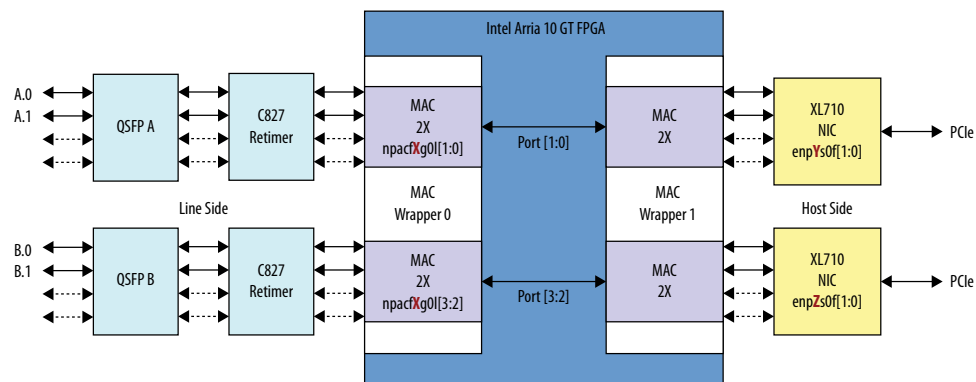 Intel Arria 10 GT FPGA
A.0
A.1
QSFP A
C827
Retimer
MAC
2X
npacfXg0l[1:0]
Port [1:0]
MAC
2X
XL710
NIC
enpYs0f[1:0]
PCIe
Line Side
MAC
Wrapper 0
MAC
Wrapper 1
Host Side
B.0
B.1
QSFP B
C827
Retimer
MAC
2X
npacfXg0l[3:2]
Port [3:2]
MAC
2X
XL710
NIC
enpZs0f[1:0]
PCIe